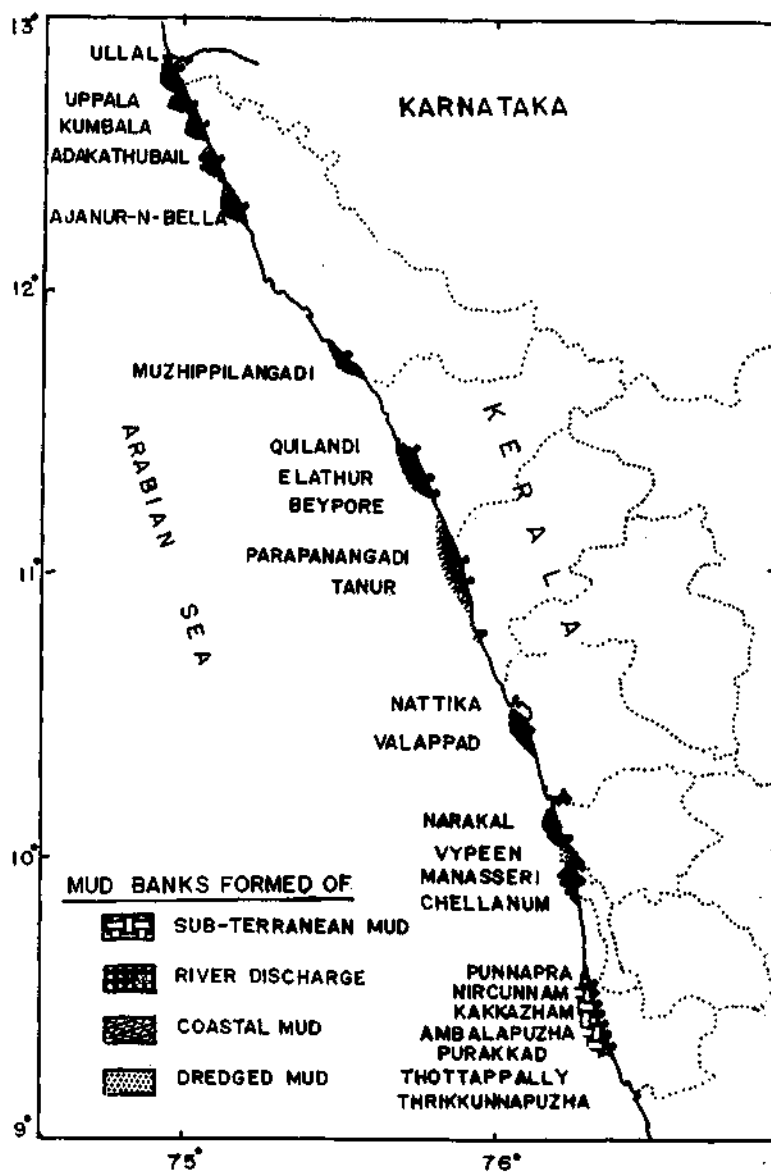 13°
ULLAL
UPPALA
KARNATAKA
KUMBALA
ADAKATHUBAIL
AJANUR-N-BELLA
12°
MUZHIPPILANGADI
KERALA
ARABIAN SEA
QUILANDI
ELATHUR
BEYPORE
PARAPANANGADI
11°
TANUR
NATTIKA
VALAPPAD
NARAKAL
10°
VYPEEN
MANASSERI
CHELLANUM
MUD BANKS FORMED OF
SUB-TERRANEAN MUD
RIVER DISCHARGE
COASTAL MUD
DREDGED MUD
PUNNAPRA
NIRCUNNAM
KAKKAZHAM
AMBALAPUZHA
PURAKKAD
THOTTAPPALLY
THRIKKUNNAPUZHA
9°
75°
76°